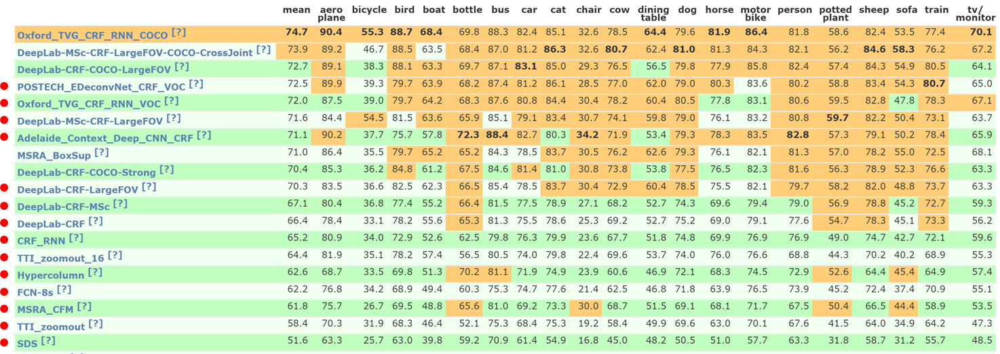 mean aero plane bicycle bird boat bottle bus car cat chair cow dining table dog horse motor bike person potted plant sheep sofa train tv/ monitor
Oxford_TVG_CRF_RNN_COCO [?] 74.7 90.4 55.3 88.7 68.4 69.8 88.3 82.4 85.1 32.6 78.5 64.4 79.6 81.9 86.4 81.8 58.6 82.4 53.5 77.4 70.1
DeepLab-MSc-CRF-LargeFOV-COCO-CrossJoint [?] 73.9 89.2 46.7 88.5 63.5 68.4 87.0 81.2 86.3 32.6 80.7 62.4 81.0 81.3 84.3 82.1 56.2 84.6 58.3 76.2 67.2
DeepLab-CRF-COCO-LargeFOV [?] 72.7 89.1 38.3 88.1 63.3 69.7 87.1 83.1 85.0 29.3 76.5 56.5 79.8 77.9 85.8 82.4 57.4 84.3 54.9 80.5 64.1
POSTECH_EDeconvNet_CRF_VOC [?] 72.5 89.9 39.3 79.7 63.9 68.2 87.4 81.2 86.1 28.5 77.0 62.0 79.0 80.3 83.6 80.2 58.8 83.4 54.3 80.7 65.0
Oxford_TVG_CRF_RNN_VOC [?] 72.0 87.5 39.0 79.7 64.2 68.3 87.6 80.8 84.4 30.4 78.2 60.4 80.5 77.8 83.1 80.6 59.5 82.8 47.8 78.3 67.1
DeepLab-MSc-CRF-LargeFOV [?] 71.6 84.4 54.5 81.5 63.6 65.9 85.1 79.1 83.4 30.7 74.1 59.8 79.0 76.1 83.2 80.8 59.7 82.2 50.4 73.1 63.7
Adelaide_Context_Deep_CNN_CRF [?] 71.1 90.2 37.7 75.7 57.8 72.3 88.4 82.7 80.3 34.2 71.9 53.4 79.3 78.3 83.5 82.8 57.3 79.1 50.2 78.4 65.9
MSRA_BoxSup [?] 71.0 86.4 35.5 79.7 65.2 65.2 84.3 78.5 83.7 30.5 76.2 62.6 79.3 76.1 82.1 81.3 57.0 78.2 55.0 72.5 68.1
DeepLab-CRF-COCO-Strong [?] 70.4 85.3 36.2 84.8 61.2 67.5 84.6 81.4 81.0 30.8 73.8 53.8 77.5 76.5 82.3 81.6 56.3 78.9 52.3 76.6 63.3
DeepLab-CRF-LargeFOV [?] 70.3 83.5 36.6 82.5 62.3 66.5 85.4 78.5 83.7 30.4 72.9 60.4 78.5 75.5 82.1 79.7 58.2 82.0 48.8 73.7 63.3
DeepLab-CRF-MSc [?] 67.1 80.4 36.8 77.4 55.2 66.4 81.5 77.5 78.9 27.1 68.2 52.7 74.3 69.6 79.4 79.0 56.9 78.8 45.2 72.7 59.3
DeepLab-CRF [?] 66.4 78.4 33.1 78.2 55.6 65.3 81.3 75.5 78.6 25.3 69.2 52.7 75.2 69.0 79.1 77.6 54.7 78.3 45.1 73.3 56.2
CRF_RNN [?] 65.2 80.9 34.0 72.9 52.6 62.5 79.8 76.3 79.9 23.6 67.7 51.8 74.8 69.9 76.9 76.9 49.0 74.7 42.7 72.1 59.6
TTI_zoomout_16 [?] 64.4 81.9 35.1 78.2 57.4 56.5 80.5 74.0 79.8 22.4 69.6 53.7 74.0 76.0 76.6 68.8 44.3 70.2 40.2 68.9 55.3
Hypercolumn [?] 62.6 68.7 33.5 69.8 51.3 70.2 81.1 71.9 74.9 23.9 60.6 46.9 72.1 68.3 74.5 72.9 52.6 64.4 45.4 64.9 57.4
FCN-8s [?] 62.2 76.8 34.2 68.9 49.4 60.3 75.3 74.7 77.6 21.4 62.5 46.8 71.8 63.9 76.5 73.9 45.2 72.4 37.4 70.9 55.1
MSRA_CFM [?] 61.8 75.7 26.7 69.5 48.8 65.6 81.0 69.2 73.3 30.0 68.7 51.5 69.1 68.1 71.7 67.5 50.4 66.5 44.4 58.9 53.5
TTI_zoomout [?] 58.4 70.3 31.9 68.3 46.4 52.1 75.3 68.4 75.3 19.2 58.4 49.9 69.6 63.0 70.1 67.6 41.5 64.0 34.9 64.2 47.3
SDS [?] 51.6 63.3 25.7 63.0 39.8 59.2 70.9 61.4 54.9 16.8 45.0 48.2 50.5 51.0 57.7 63.3 31.8 58.7 31.2 55.7 48.5